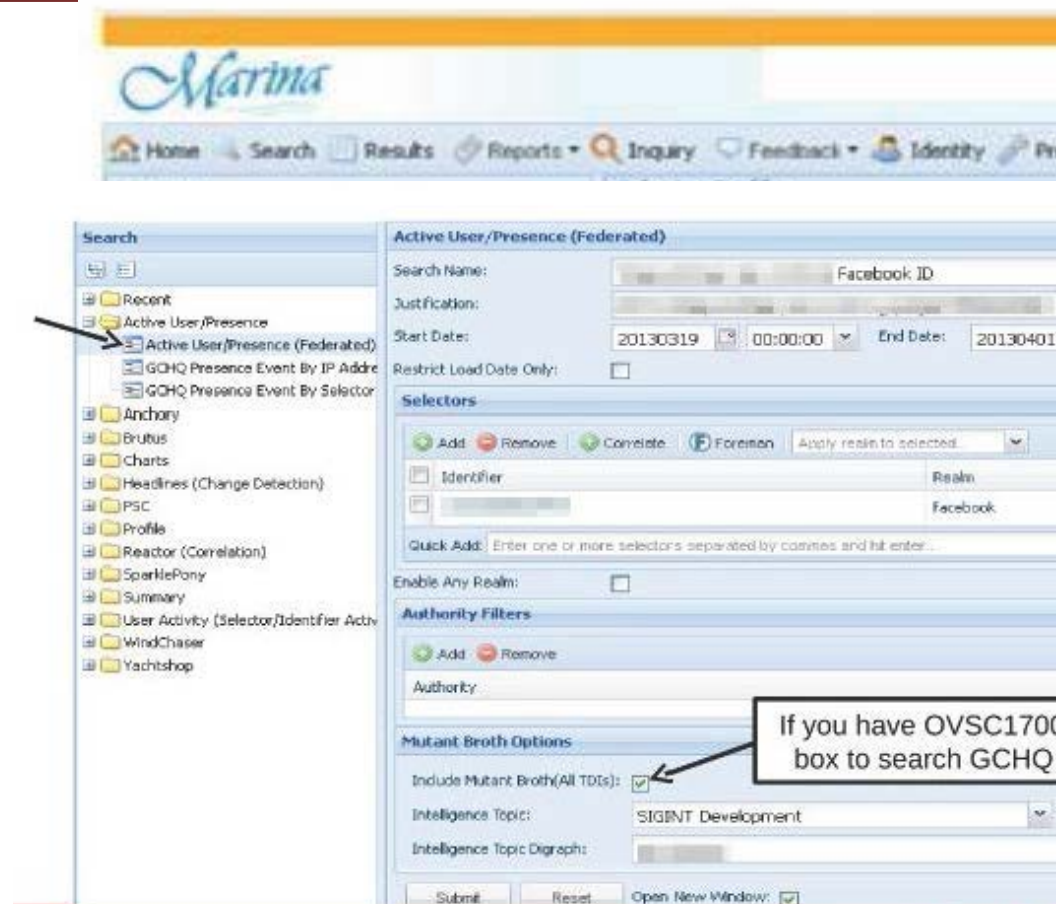 Marina
Home Search Results Reports Inquiry Feedback Identity Pr
Search
Recent
Active User/Presence
Active User/Presence (Federated)
GCHQ Presence Event By IP Addre
GCHQ Presence Event By Selector
Anchory
Brutus
Charts
Headlines (Change Detection)
PSC
Profile
Reactor (Correlation)
SparklePony
Summary
User Activity (Selector/Identifier Activ
WindChaser
Yachtshop
Active User/Presence (Federated)
Search Name: Facebook ID
Justification:
Start Date: 20130319 00:00:00 End Date: 20130401
Restrict Load Date Only:
Selectors
Add Remove Correlate F Foreman Apply realm to selected.
Identifier Realm
Facebook
Quick Add: Enter one or more selectors separated by commas and hit enter...
Enable Any Realm:
Authority Filters
Add Remove
Authority
If you have OVSC1700
box to search GCHQ
Mutant Broth Options
Include Mutant Broth(All TDIs):
Intelligence Topic: SIGINT Development
Intelligence Topic Digraph:
Submit Reset Open New Window: